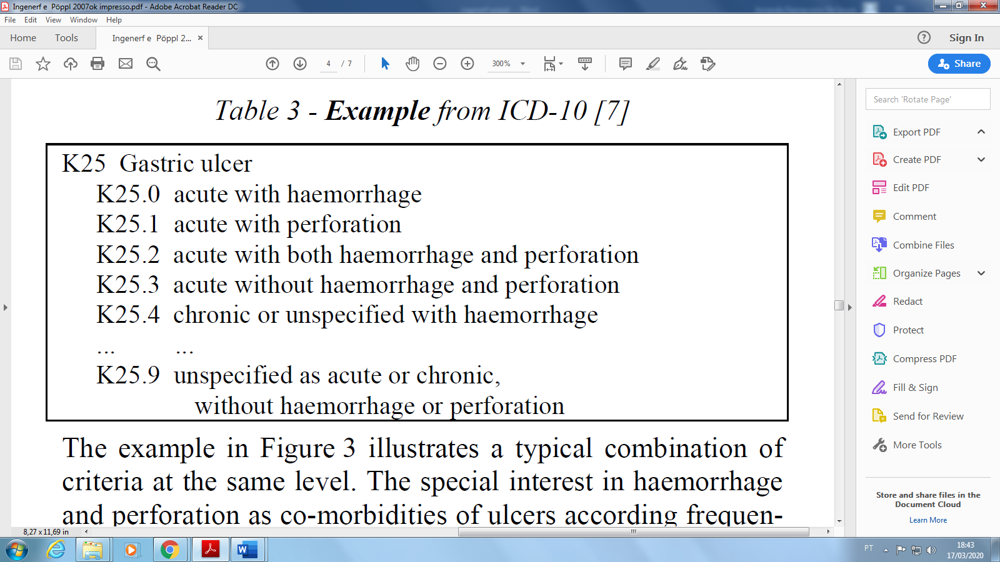 Ingenerf e  Pöppl 2007ok impresso.pdf - Adobe Acrobat Reader DC
File Edit View Window Help
Home Tools Ingenerf e  Pöppl 2... × Sign In
4 / 7 300% Share
Table 3 - Example from ICD-10 [7]
K25 Gastric ulcer
K25.0 acute with haemorrhage
K25.1 acute with perforation
K25.2 acute with both haemorrhage and perforation
K25.3 acute without haemorrhage and perforation
K25.4 chronic or unspecified with haemorrhage
... ...
K25.9 unspecified as acute or chronic,
without haemorrhage or perforation
The example in Figure 3 illustrates a typical combination of
criteria at the same level. The special interest in haemorrhage
and perforation as co-morbidities of ulcers according frequen-
8,27 x 11,69 in
Search 'Rotate Page'
Export PDF
Create PDF
Edit PDF
Comment
Combine Files
Organize Pages
Redact
Protect
Compress PDF
Fill & Sign
Send for Review
More Tools
Store and share files in the
Document Cloud
Learn More
PT
18:43
17/03/2020